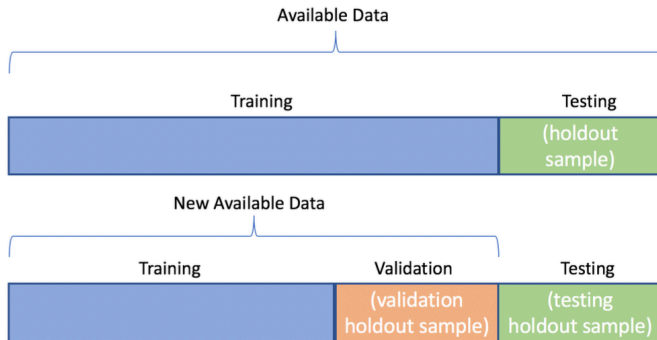 Available Data
Training Testing
(holdout
sample)
New Available Data
Training Validation Testing
(validation (testing
holdout sample) holdout sample)